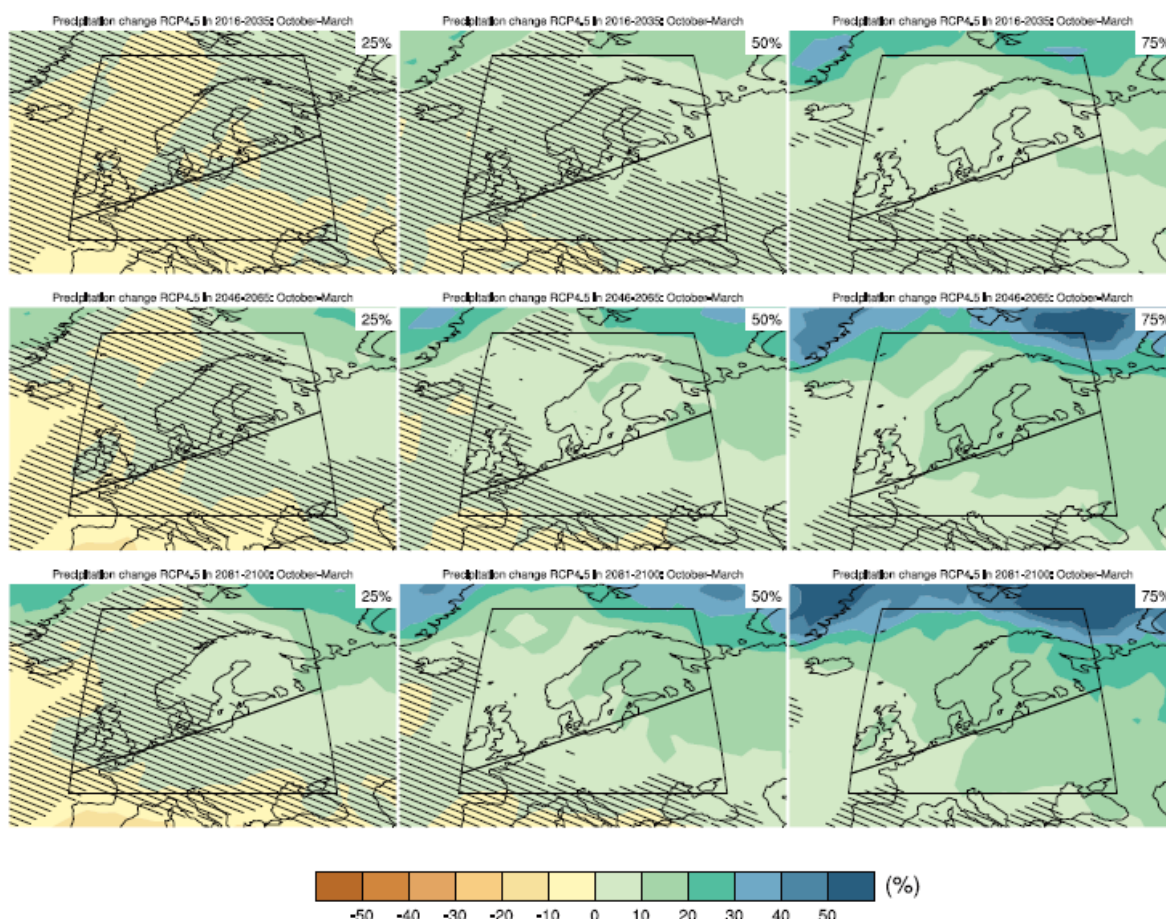 Precipitation change RCP4.5 in 2016-2035: October-March
25%
Precipitation change RCP4.5 in 2016-2035: October-March
50%
Precipitation change RCP4.5 in 2016-2035: October-March
75%
Precipitation change RCP4.5 in 2046-2065: October-March
25%
Precipitation change RCP4.5 in 2046-2065: October-March
50%
Precipitation change RCP4.5 in 2046-2065: October-March
75%
Precipitation change RCP4.5 in 2081-2100: October-March
25%
Precipitation change RCP4.5 in 2081-2100: October-March
50%
Precipitation change RCP4.5 in 2081-2100: October-March
75%
(%)
-50 -40 -30 -20 -10 0 10 20 30 40 50